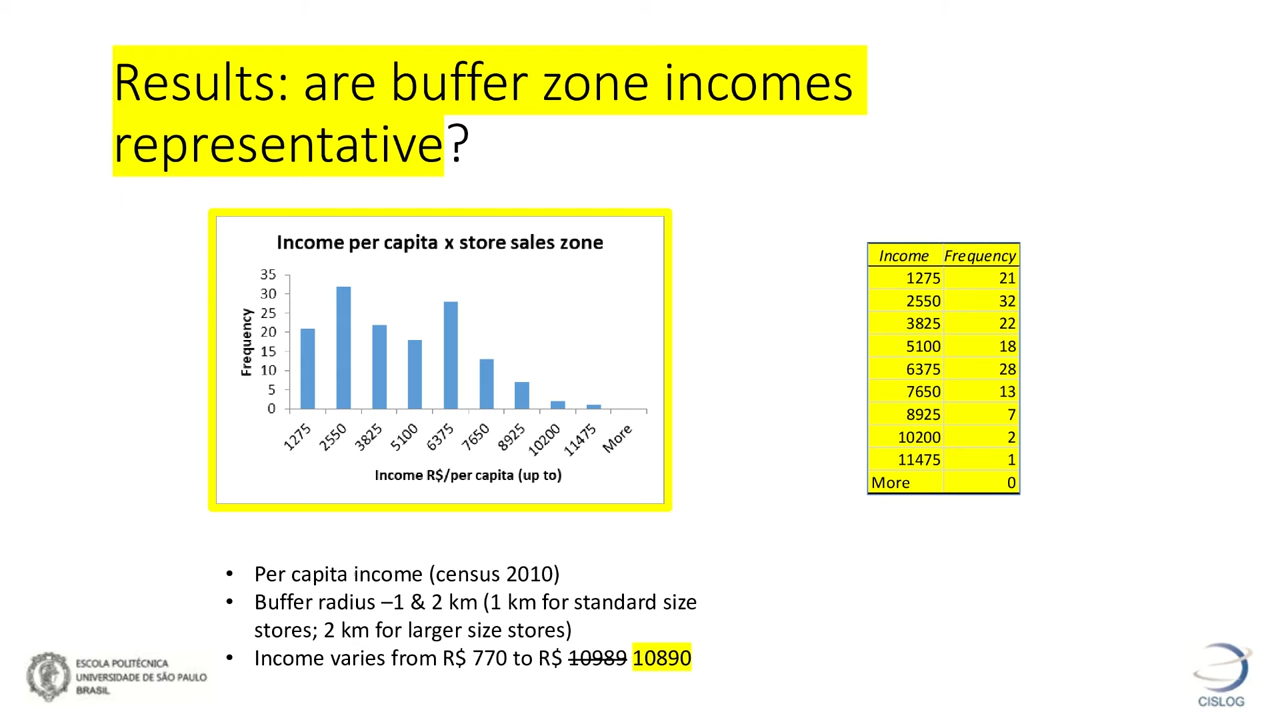 Results: are buffer zone incomes
representative?
Income per capita x store sales zone
35
30
25
20
15
10
5
0
Frequency
1275 2550 3825 5100 6375 7650 8925 10200 11475 More
Income R$/per capita (up to)
Income Frequency
1275 21
2550 32
3825 22
5100 18
6375 28
7650 13
8925 7
10200 2
11475 1
More 0
• Per capita income (census 2010)
• Buffer radius –1 & 2 km (1 km for standard size
stores; 2 km for larger size stores)
• Income varies from R$ 770 to R$ 10989 10890
ESCOLA POLITÉCNICA
UNIVERSIDADE DE SÃO PAULO
BRASIL
CISLOG